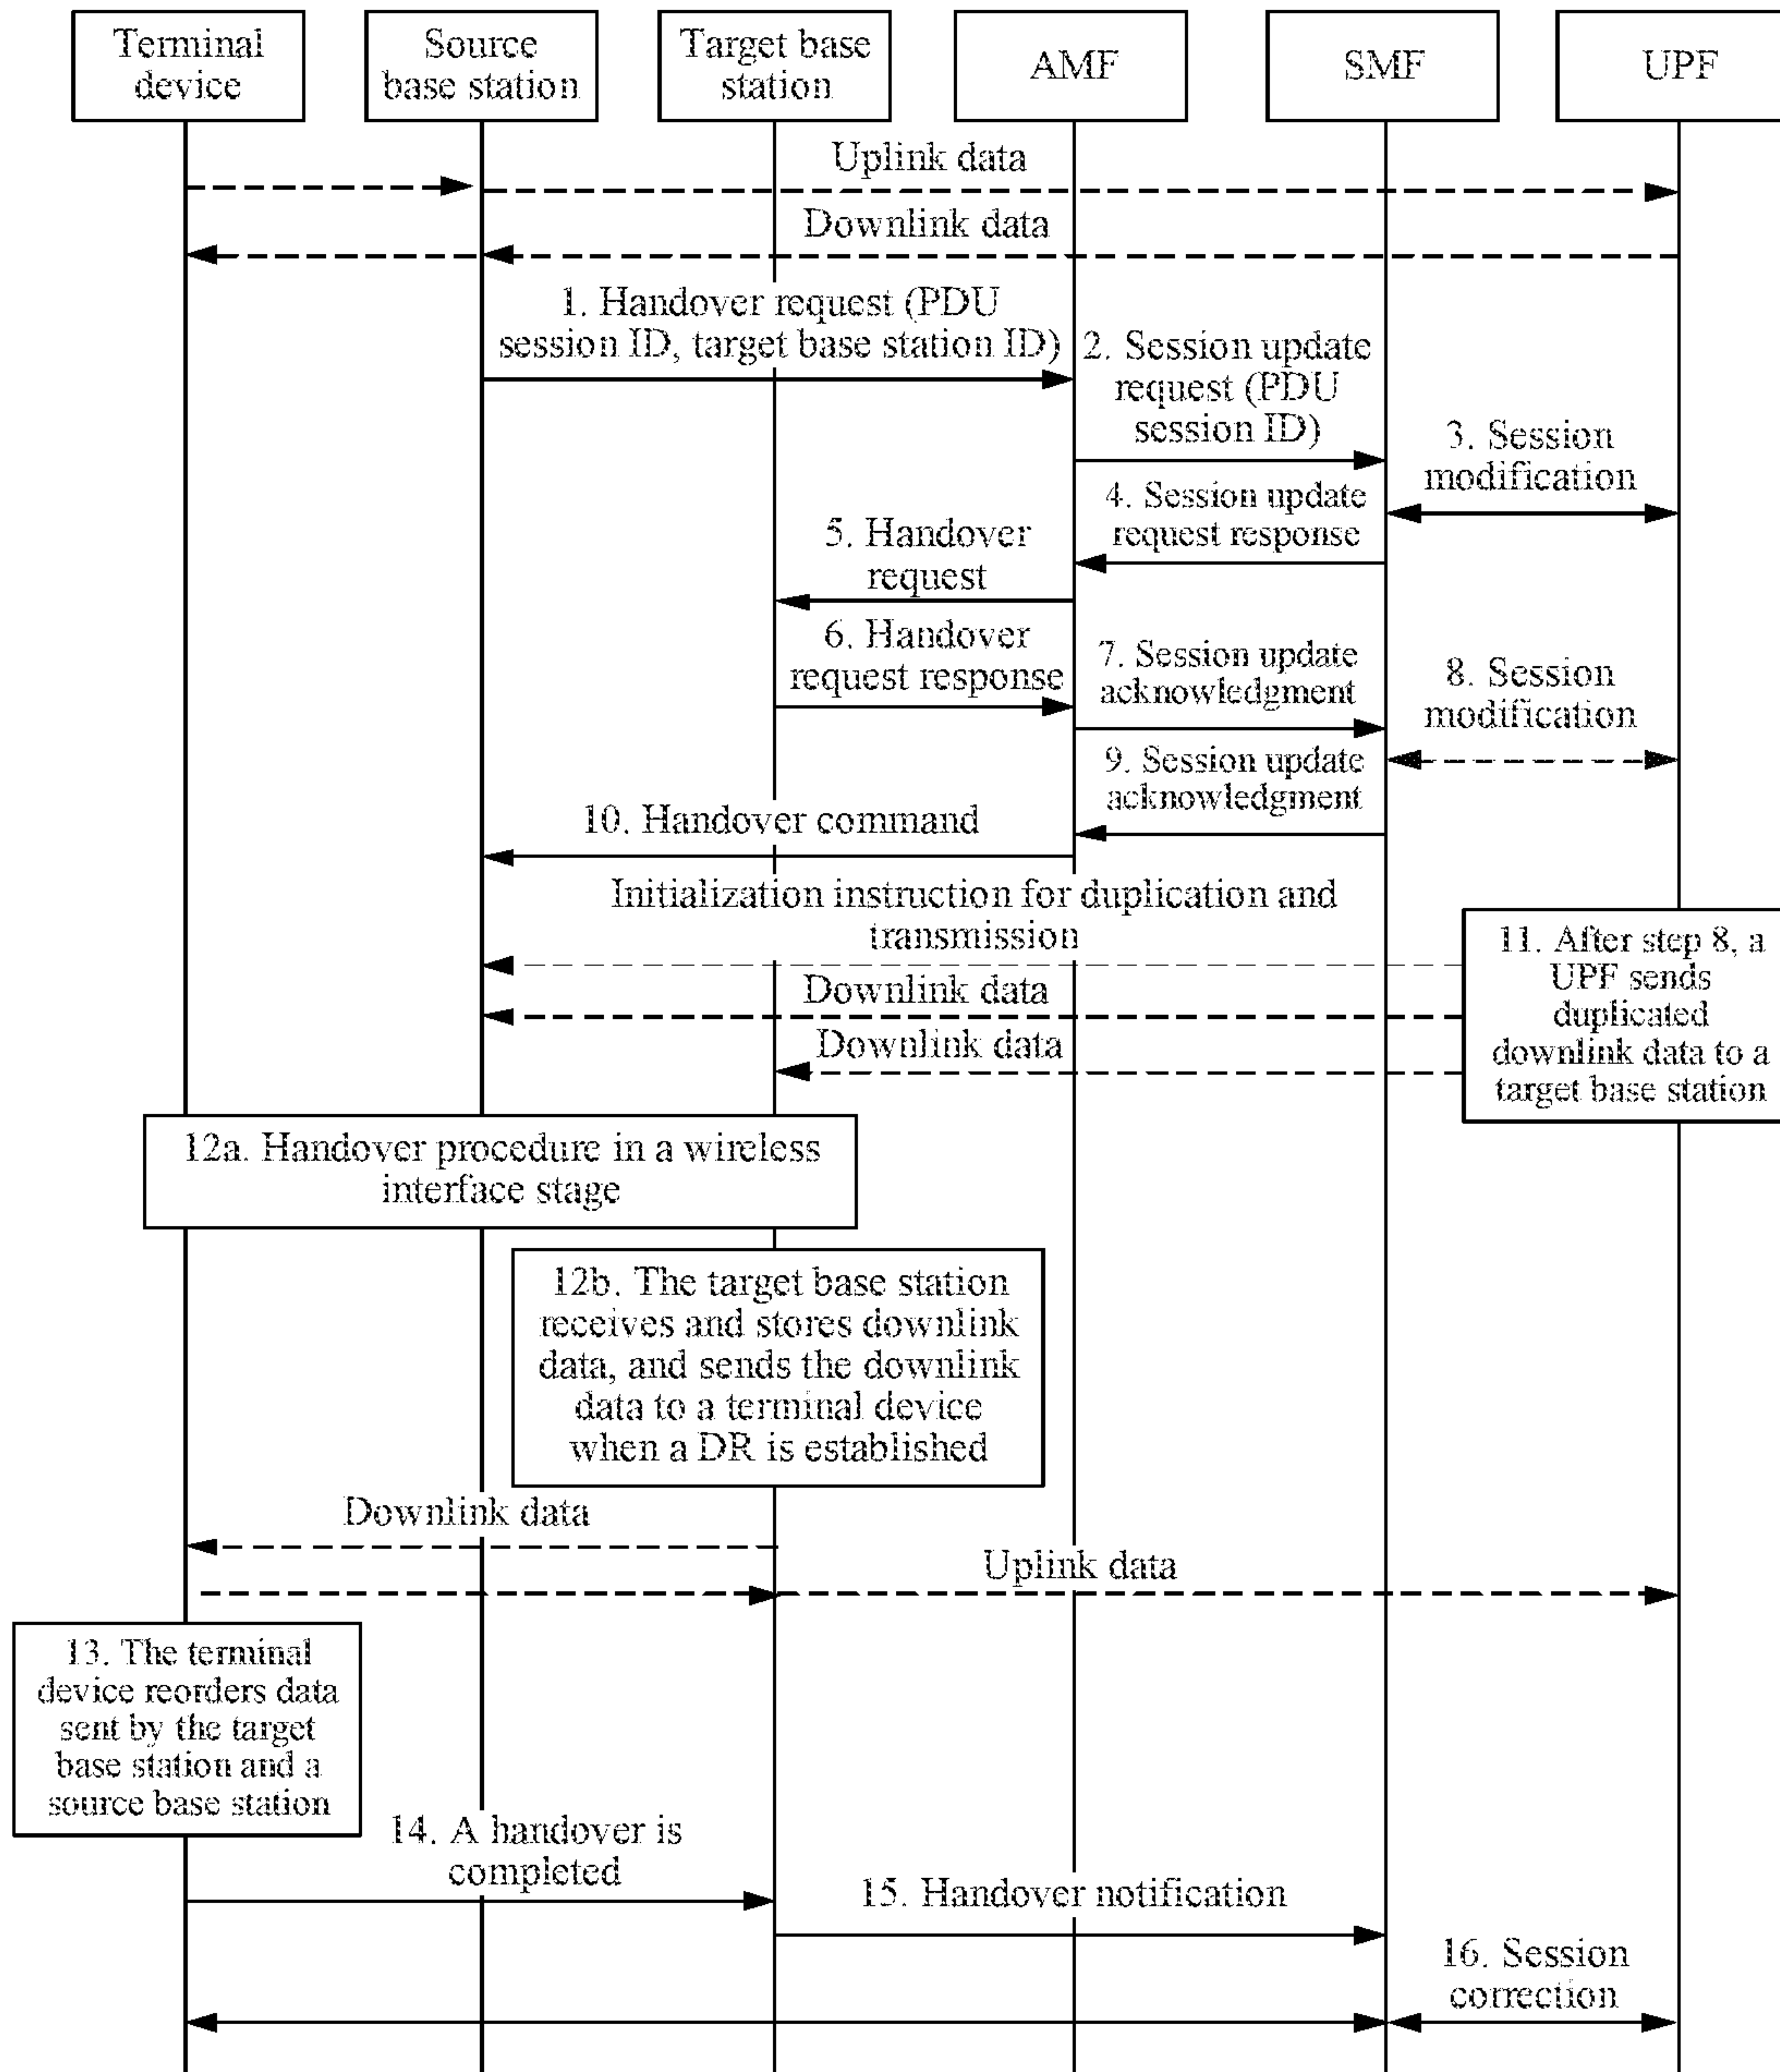 Terminal
device
Source
base station
Target base
station
AMF
SMF
UPF
Uplink data
Downlink data
1. Handover request (PDU
session ID, target base station ID)
2. Session update
request (PDU
session ID)
3. Session
modification
4. Session update
request response
5. Handover
request
6. Handover
request response
7. Session update
acknowledgment
8. Session
modification
9. Session update
acknowledgment
10. Handover command
Initialization instruction for duplication and
transmission
11. After step 8, a
UPF sends
duplicated
downlink data to a
target base station
Downlink data
Downlink data
12a. Handover procedure in a wireless
interface stage
12b. The target base station
receives and stores downlink
data, and sends the downlink
data to a terminal device
when a DR is established
Downlink data
Uplink data
13. The terminal
device reorders data
sent by the target
base station and a
source base station
14. A handover is
completed
15. Handover notification
16. Session
correction